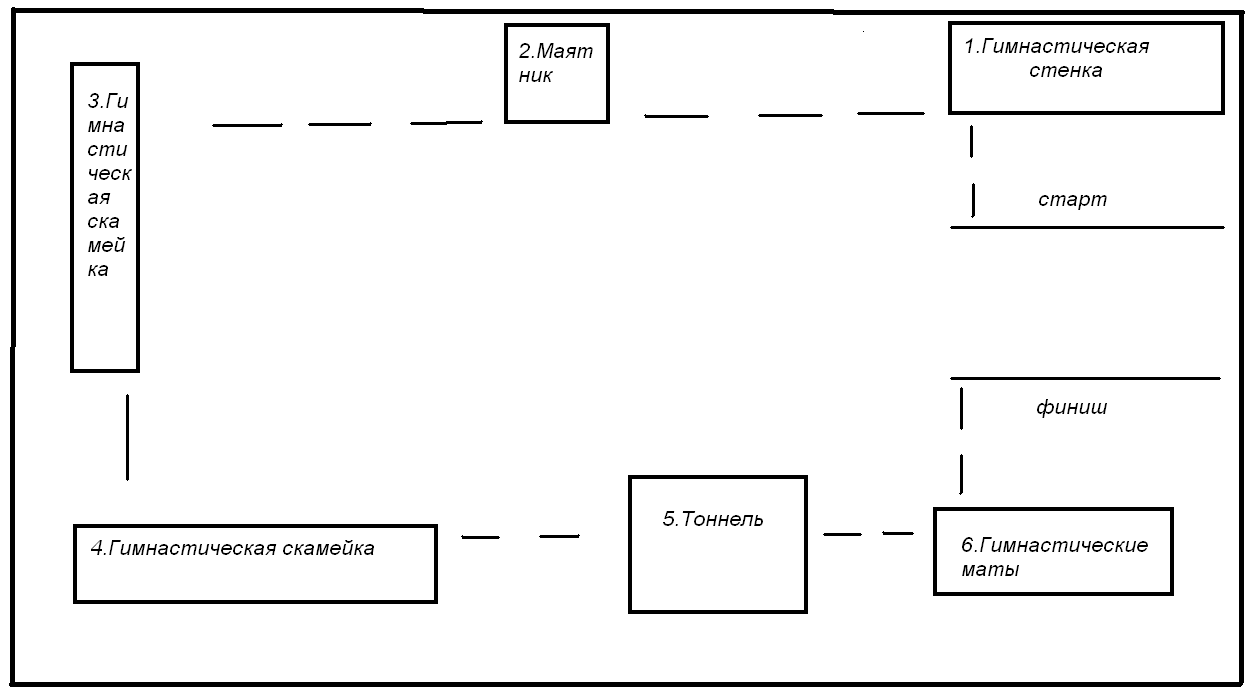 2.Маят
ник
1.Гимнастическая
стенка
3.Ги
мна
сти
ческ
ая
ска
мей
ка
старт
финиш
4.Гимнастическая скамейка
5.Тоннель
6.Гимнастические
маты